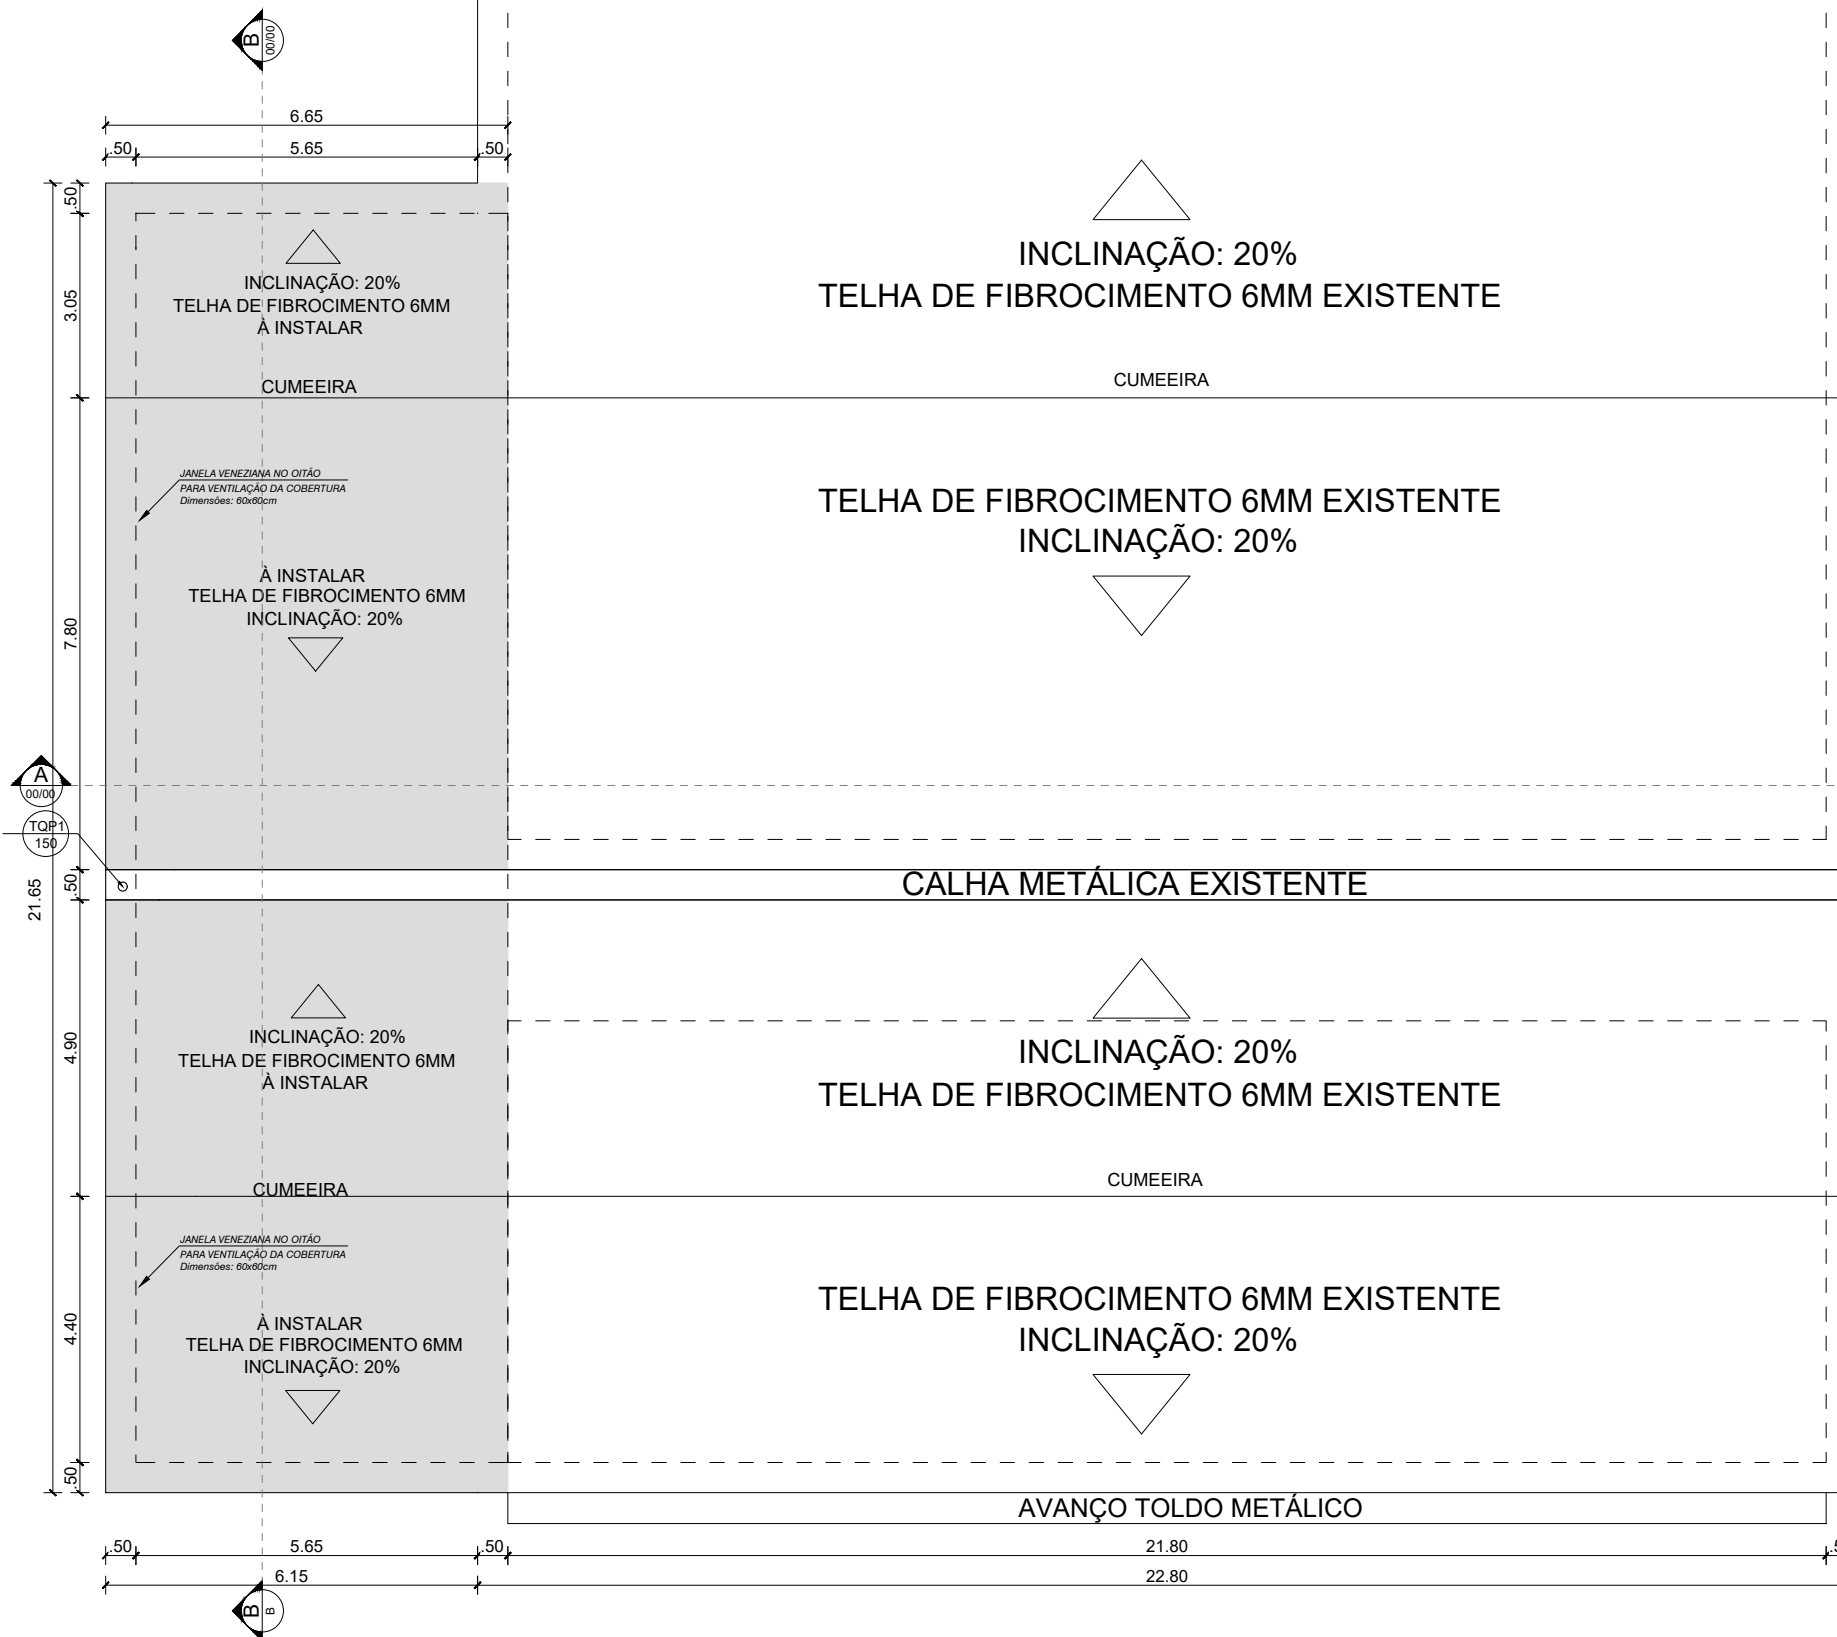 B
00/00
6.65
.50
5.65
.50
.50
3.05
7.80
.50
21.65
4.90
4.40
.50
INCLINAÇÃO: 20%
TELHA DE FIBROCIMENTO 6MM
À INSTALAR
CUMEEIRA
JANELA VENEZIANA NO OITÃO
PARA VENTILAÇÃO DA COBERTURA
Dimensões: 60x60cm
À INSTALAR
TELHA DE FIBROCIMENTO 6MM
INCLINAÇÃO: 20%
INCLINAÇÃO: 20%
TELHA DE FIBROCIMENTO 6MM EXISTENTE
CUMEEIRA
TELHA DE FIBROCIMENTO 6MM EXISTENTE
INCLINAÇÃO: 20%
A
00/00
TQP1
150
CALHA METÁLICA EXISTENTE
INCLINAÇÃO: 20%
TELHA DE FIBROCIMENTO 6MM
À INSTALAR
CUMEEIRA
JANELA VENEZIANA NO OITÃO
PARA VENTILAÇÃO DA COBERTURA
Dimensões: 60x60cm
À INSTALAR
TELHA DE FIBROCIMENTO 6MM
INCLINAÇÃO: 20%
INCLINAÇÃO: 20%
TELHA DE FIBROCIMENTO 6MM EXISTENTE
CUMEEIRA
TELHA DE FIBROCIMENTO 6MM EXISTENTE
INCLINAÇÃO: 20%
AVANÇO TOLDO METÁLICO
.50
5.65
.50
21.80
6.15
22.80
B
B